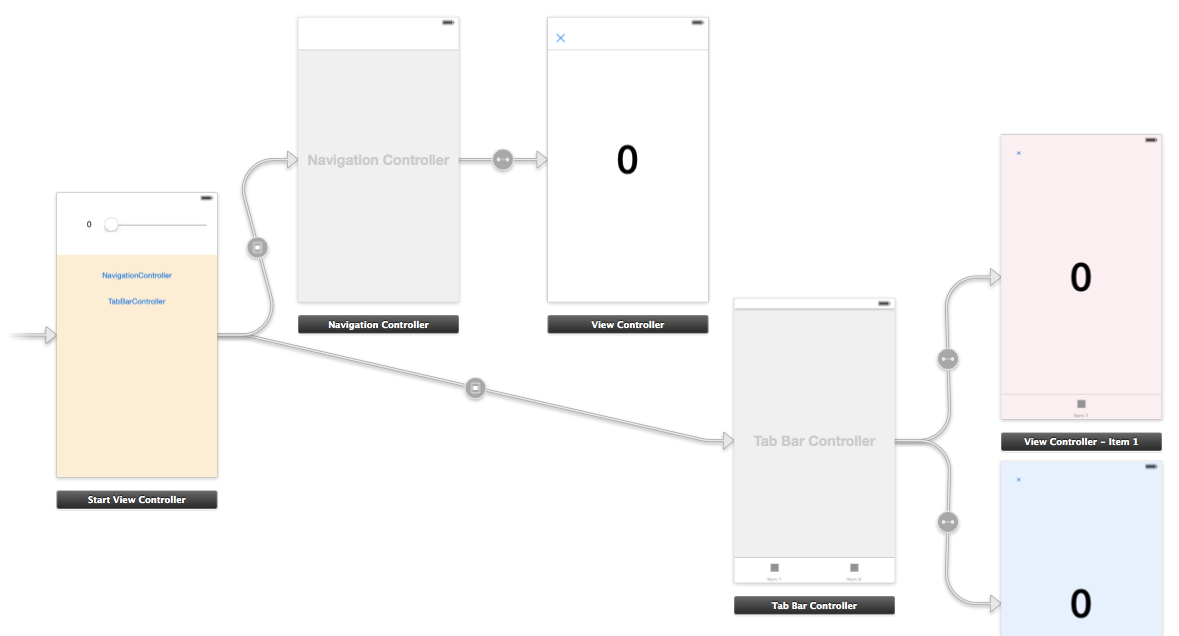 0
NavigationController
TabBarController
Start View Controller
Navigation Controller
Navigation Controller
0
View Controller
Tab Bar Controller
Item 1
Item 2
Tab Bar Controller
0
Item 1
View Controller - Item 1
0